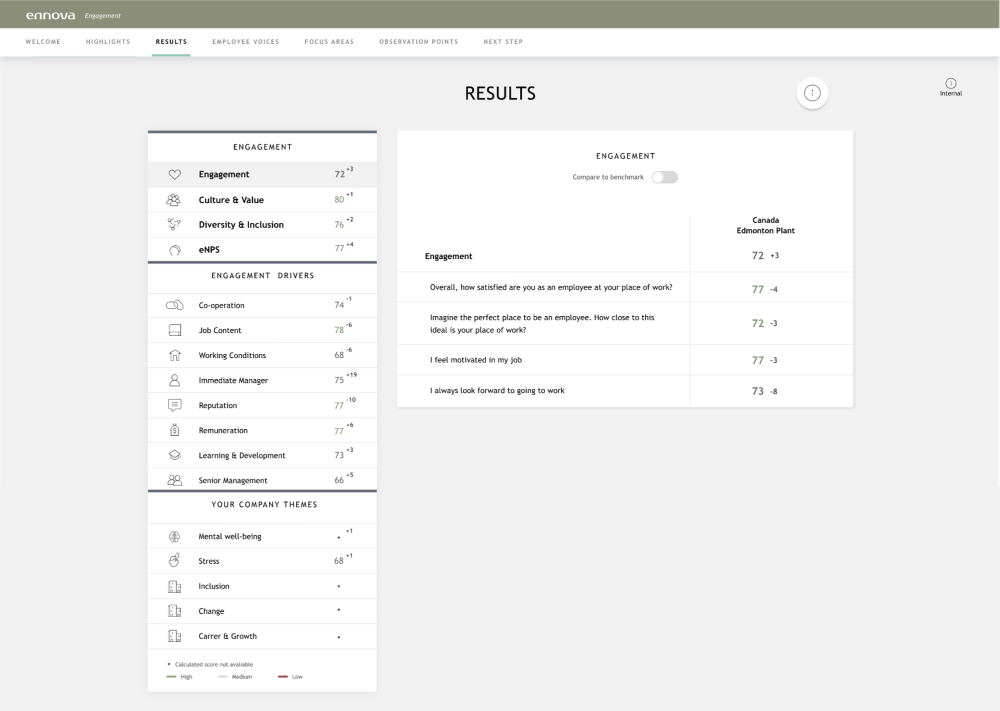 ennova Engagement
WELCOME HIGHLIGHTS RESULTS EMPLOYEE VOICES FOCUS AREAS OBSERVATION POINTS NEXT STEP
RESULTS
i
i
Internal
ENGAGEMENT
Engagement 72 +3
Culture & Value 80 +1
Diversity & Inclusion 76 +2
eNPS 77 +4
ENGAGEMENT DRIVERS
Co-operation 74 -1
Job Content 78 -6
Working Conditions 68 -6
Immediate Manager 75 +19
Reputation 77 -10
$
Remuneration 77 +6
Learning & Development 73 +3
Senior Management 66 +5
YOUR COMPANY THEMES
Mental well-being * +1
Stress 68 +1
Inclusion *
Change *
Carrer & Growth *
* Calculated score not avaliable
High Medium Low
ENGAGEMENT
Compare to benchmark
Canada
Edmonton Plant
Engagement 72 +3
Overall, how satisfied are you as an employee at your place of work? 77 -4
Imagine the perfect place to be an employee. How close to this
ideal is your place of work? 72 -3
I feel motivated in my job 77 -3
I always look forward to going to work 73 -8